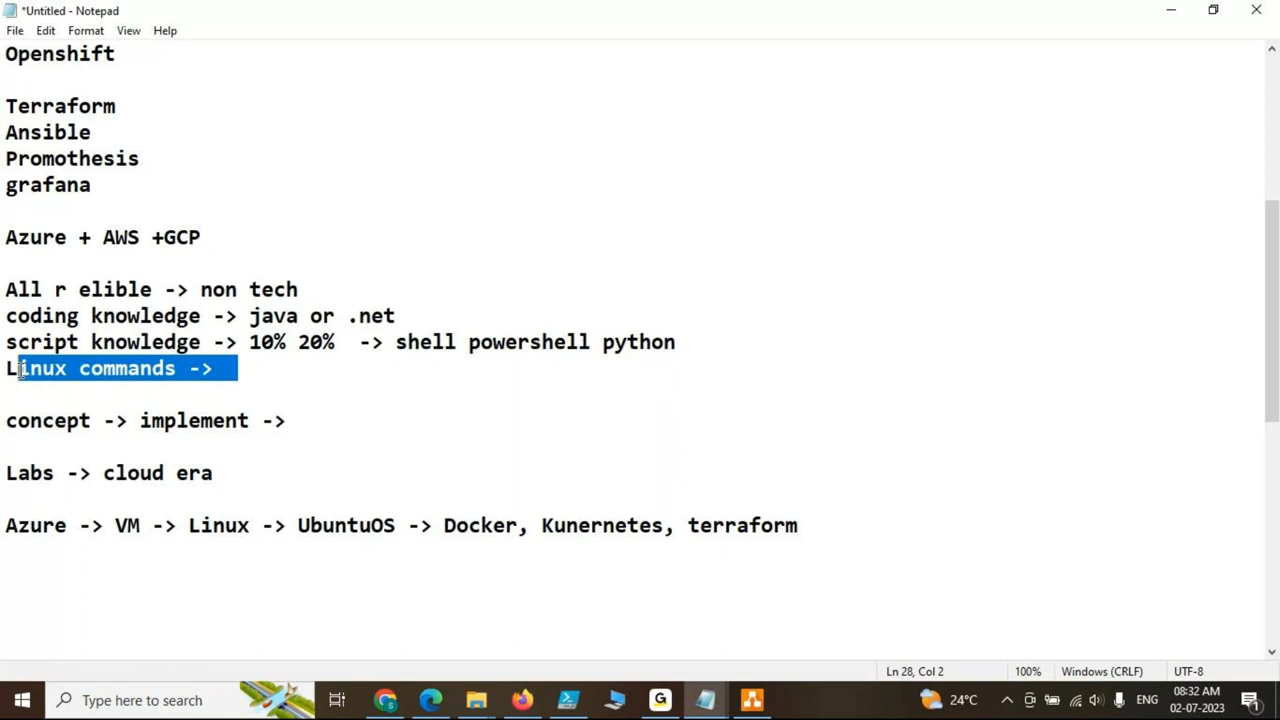 *Untitled - Notepad
File Edit Format View Help
Openshift
Terraform
Ansible
Promothesis
grafana
Azure + AWS +GCP
All r elible -> non tech
coding knowledge -> java or .net
script knowledge -> 10% 20% -> shell powershell python
Linux commands ->
concept -> implement ->
Labs -> cloud era
Azure -> VM -> Linux -> UbuntuOS -> Docker, Kunernetes, terraform
Ln 28, Col 2 100% Windows (CRLF) UTF-8
Type here to search G 24°C ENG 08:32 AM 02-07-2023 1